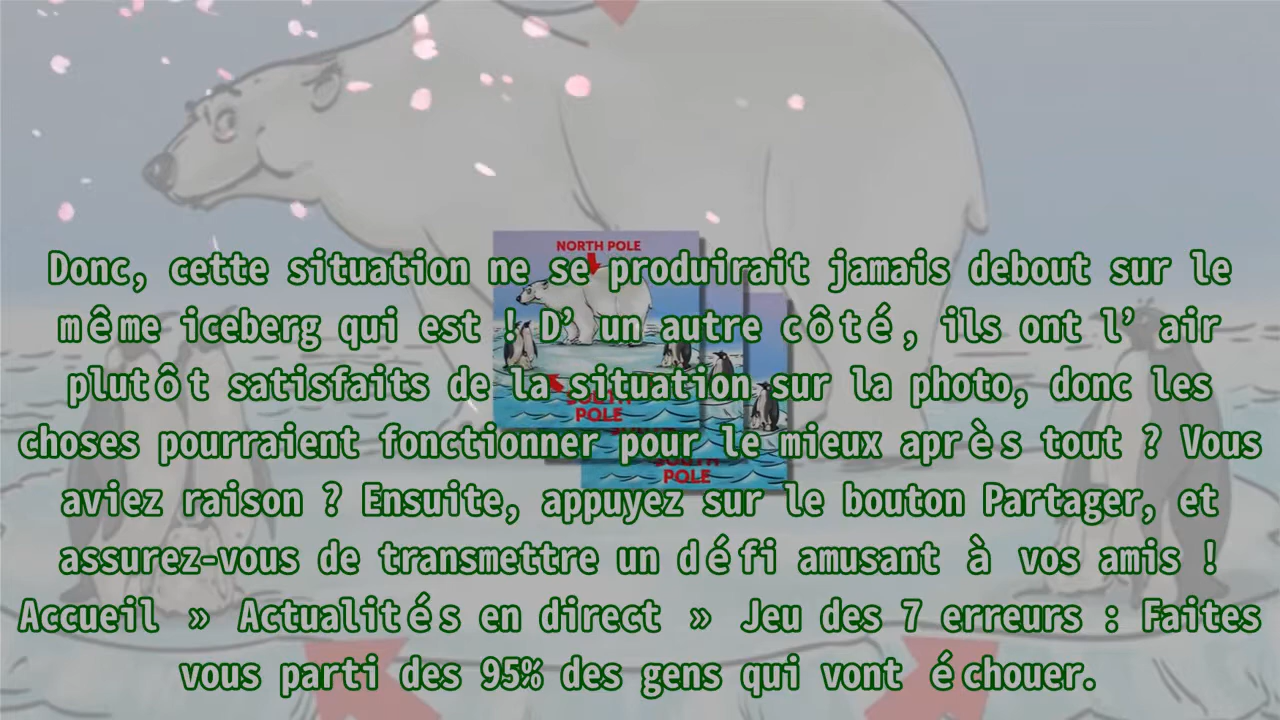 NORTH POLE
Donc, cette situation ne se produirait jamais debout sur le
même iceberg qui est ! D’ un autre côté, ils ont l’ air
plutôt satisfaits de la situation sur la photo, donc les
SOUTH
POLE
choses pourraient fonctionner pour le mieux après tout ? Vous
SOUTH
POLE
aviez raison ? Ensuite, appuyez sur le bouton Partager, et
assurez-vous de transmettre un défi amusant à vos amis !
Accueil » Actualités en direct » Jeu des 7 erreurs : Faites
vous parti des 95% des gens qui vont échouer.